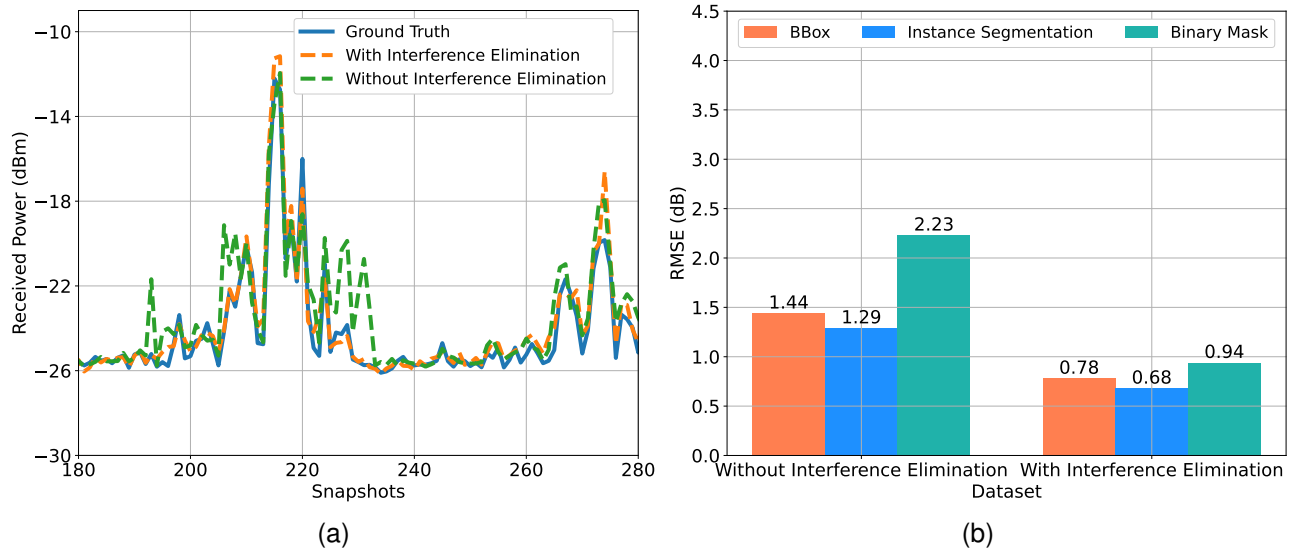 −10
−14
−18
−22
−26
−30
Received Power (dBm)
Ground Truth
With Interference Elimination
Without Interference Elimination
180 200 220 240 260 280
Snapshots
(a)
4.5
4.0
3.5
3.0
2.5
2.0
1.5
1.0
0.5
0.0
RMSE (dB)
BBox Instance Segmentation Binary Mask
1.44 1.29 2.23
0.78 0.68 0.94
Without Interference Elimination With Interference Elimination
Dataset
(b)